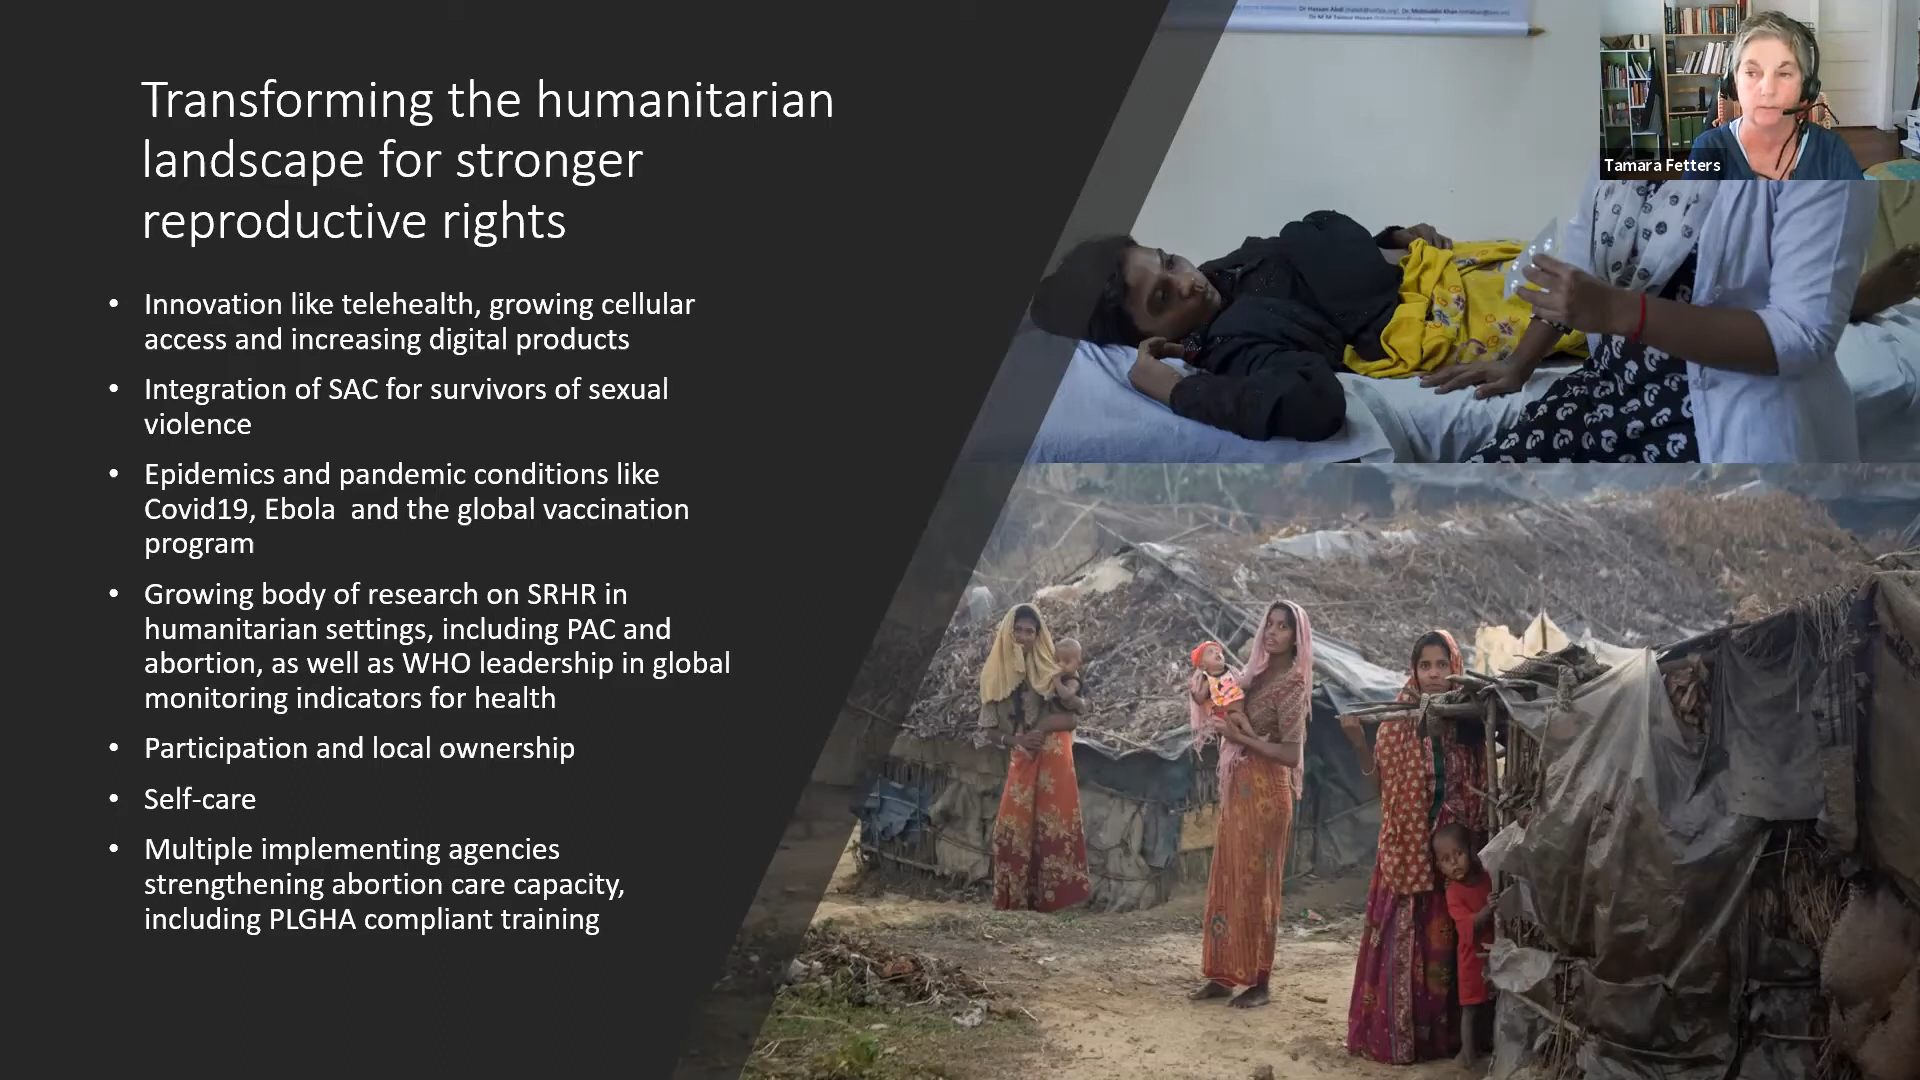 Transforming the humanitarian
landscape for stronger
reproductive rights
• Innovation like telehealth, growing cellular
access and increasing digital products
• Integration of SAC for survivors of sexual
violence
• Epidemics and pandemic conditions like
Covid19, Ebola  and the global vaccination
program
• Growing body of research on SRHR in
humanitarian settings, including PAC and
abortion, as well as WHO leadership in global
monitoring indicators for health
• Participation and local ownership
• Self-care
• Multiple implementing agencies
strengthening abortion care capacity,
including PLGHA compliant training
Tamara Fetters